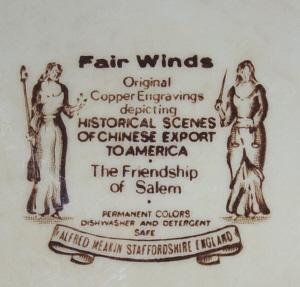 Fair Winds
Original
Copper Engravings
depicting
HISTORICAL SCENES
OF CHINESE EXPORT
TO AMERICA
·
The Friendship
of Salem
·
PERMANENT COLORS
DISHWASHER AND DETERGENT
SAFE
ALFRED MEAKIN STAFFORDSHIRE ENGLAND